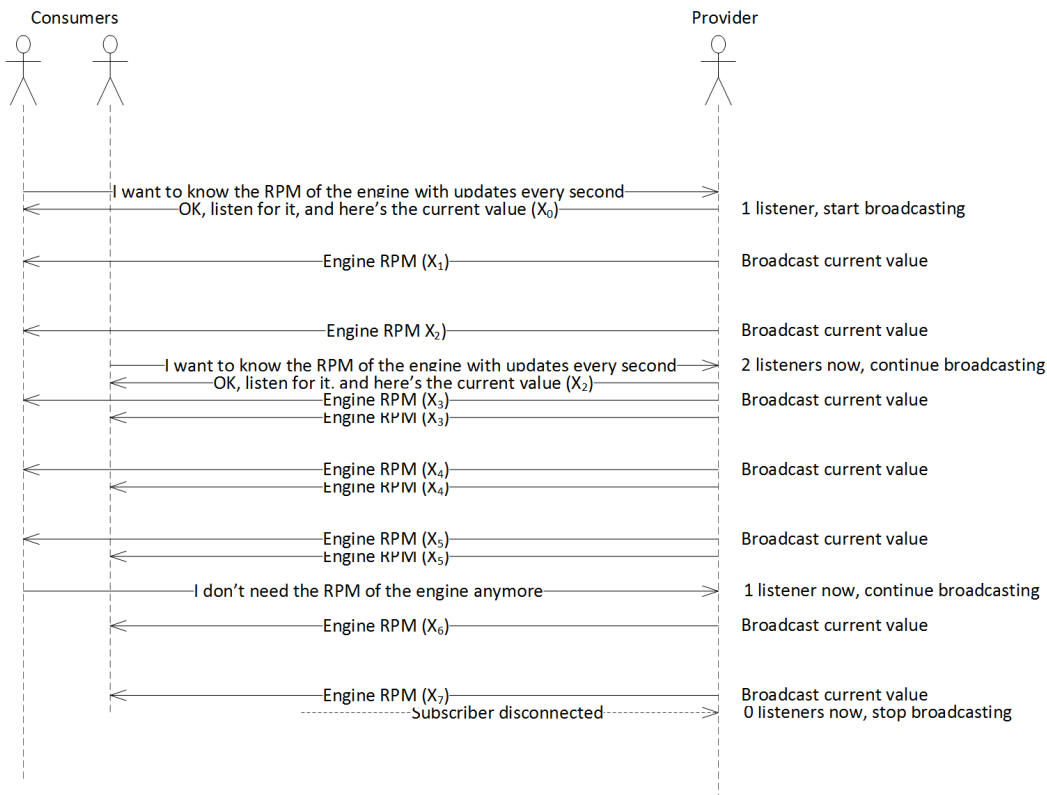 Consumers
Provider
I want to know the RPM of the engine with updates every second
OK, listen for it, and here’s the current value (X₀)
1 listener, start broadcasting
Engine RPM (X₁)
Broadcast current value
Engine RPM X₂)
Broadcast current value
I want to know the RPM of the engine with updates every second
2 listeners now, continue broadcasting
OK, listen for it, and here’s the current value (X₂)
Engine RPM (X₃)
Broadcast current value
Engine RPM (X₃)
Engine RPM (X₄)
Broadcast current value
Engine RPM (X₄)
Engine RPM (X₅)
Broadcast current value
Engine RPM (X₅)
I don’t need the RPM of the engine anymore
1 listener now, continue broadcasting
Engine RPM (X₆)
Broadcast current value
Engine RPM (X₇)
Broadcast current value
Subscriber disconnected
0 listeners now, stop broadcasting